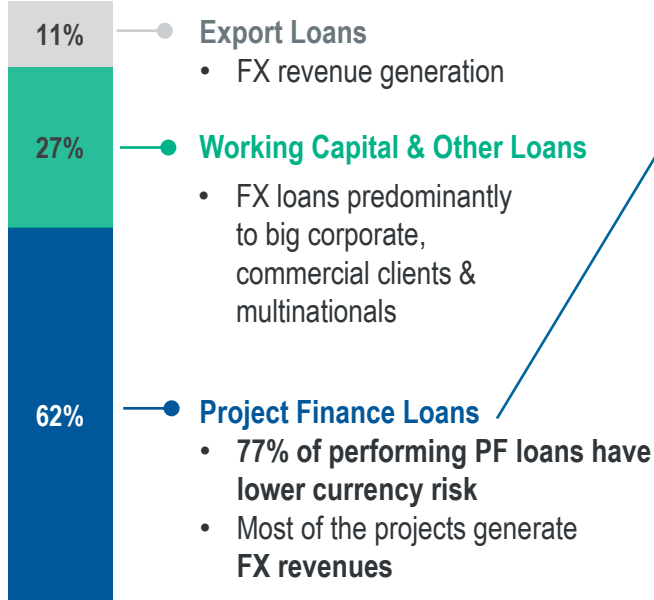 11%
Export Loans
• FX revenue generation
27%
Working Capital & Other Loans
• FX loans predominantly
to big corporate,
commercial clients &
multinationals
62%
Project Finance Loans
• 77% of performing PF loans have
lower currency risk
• Most of the projects generate
FX revenues